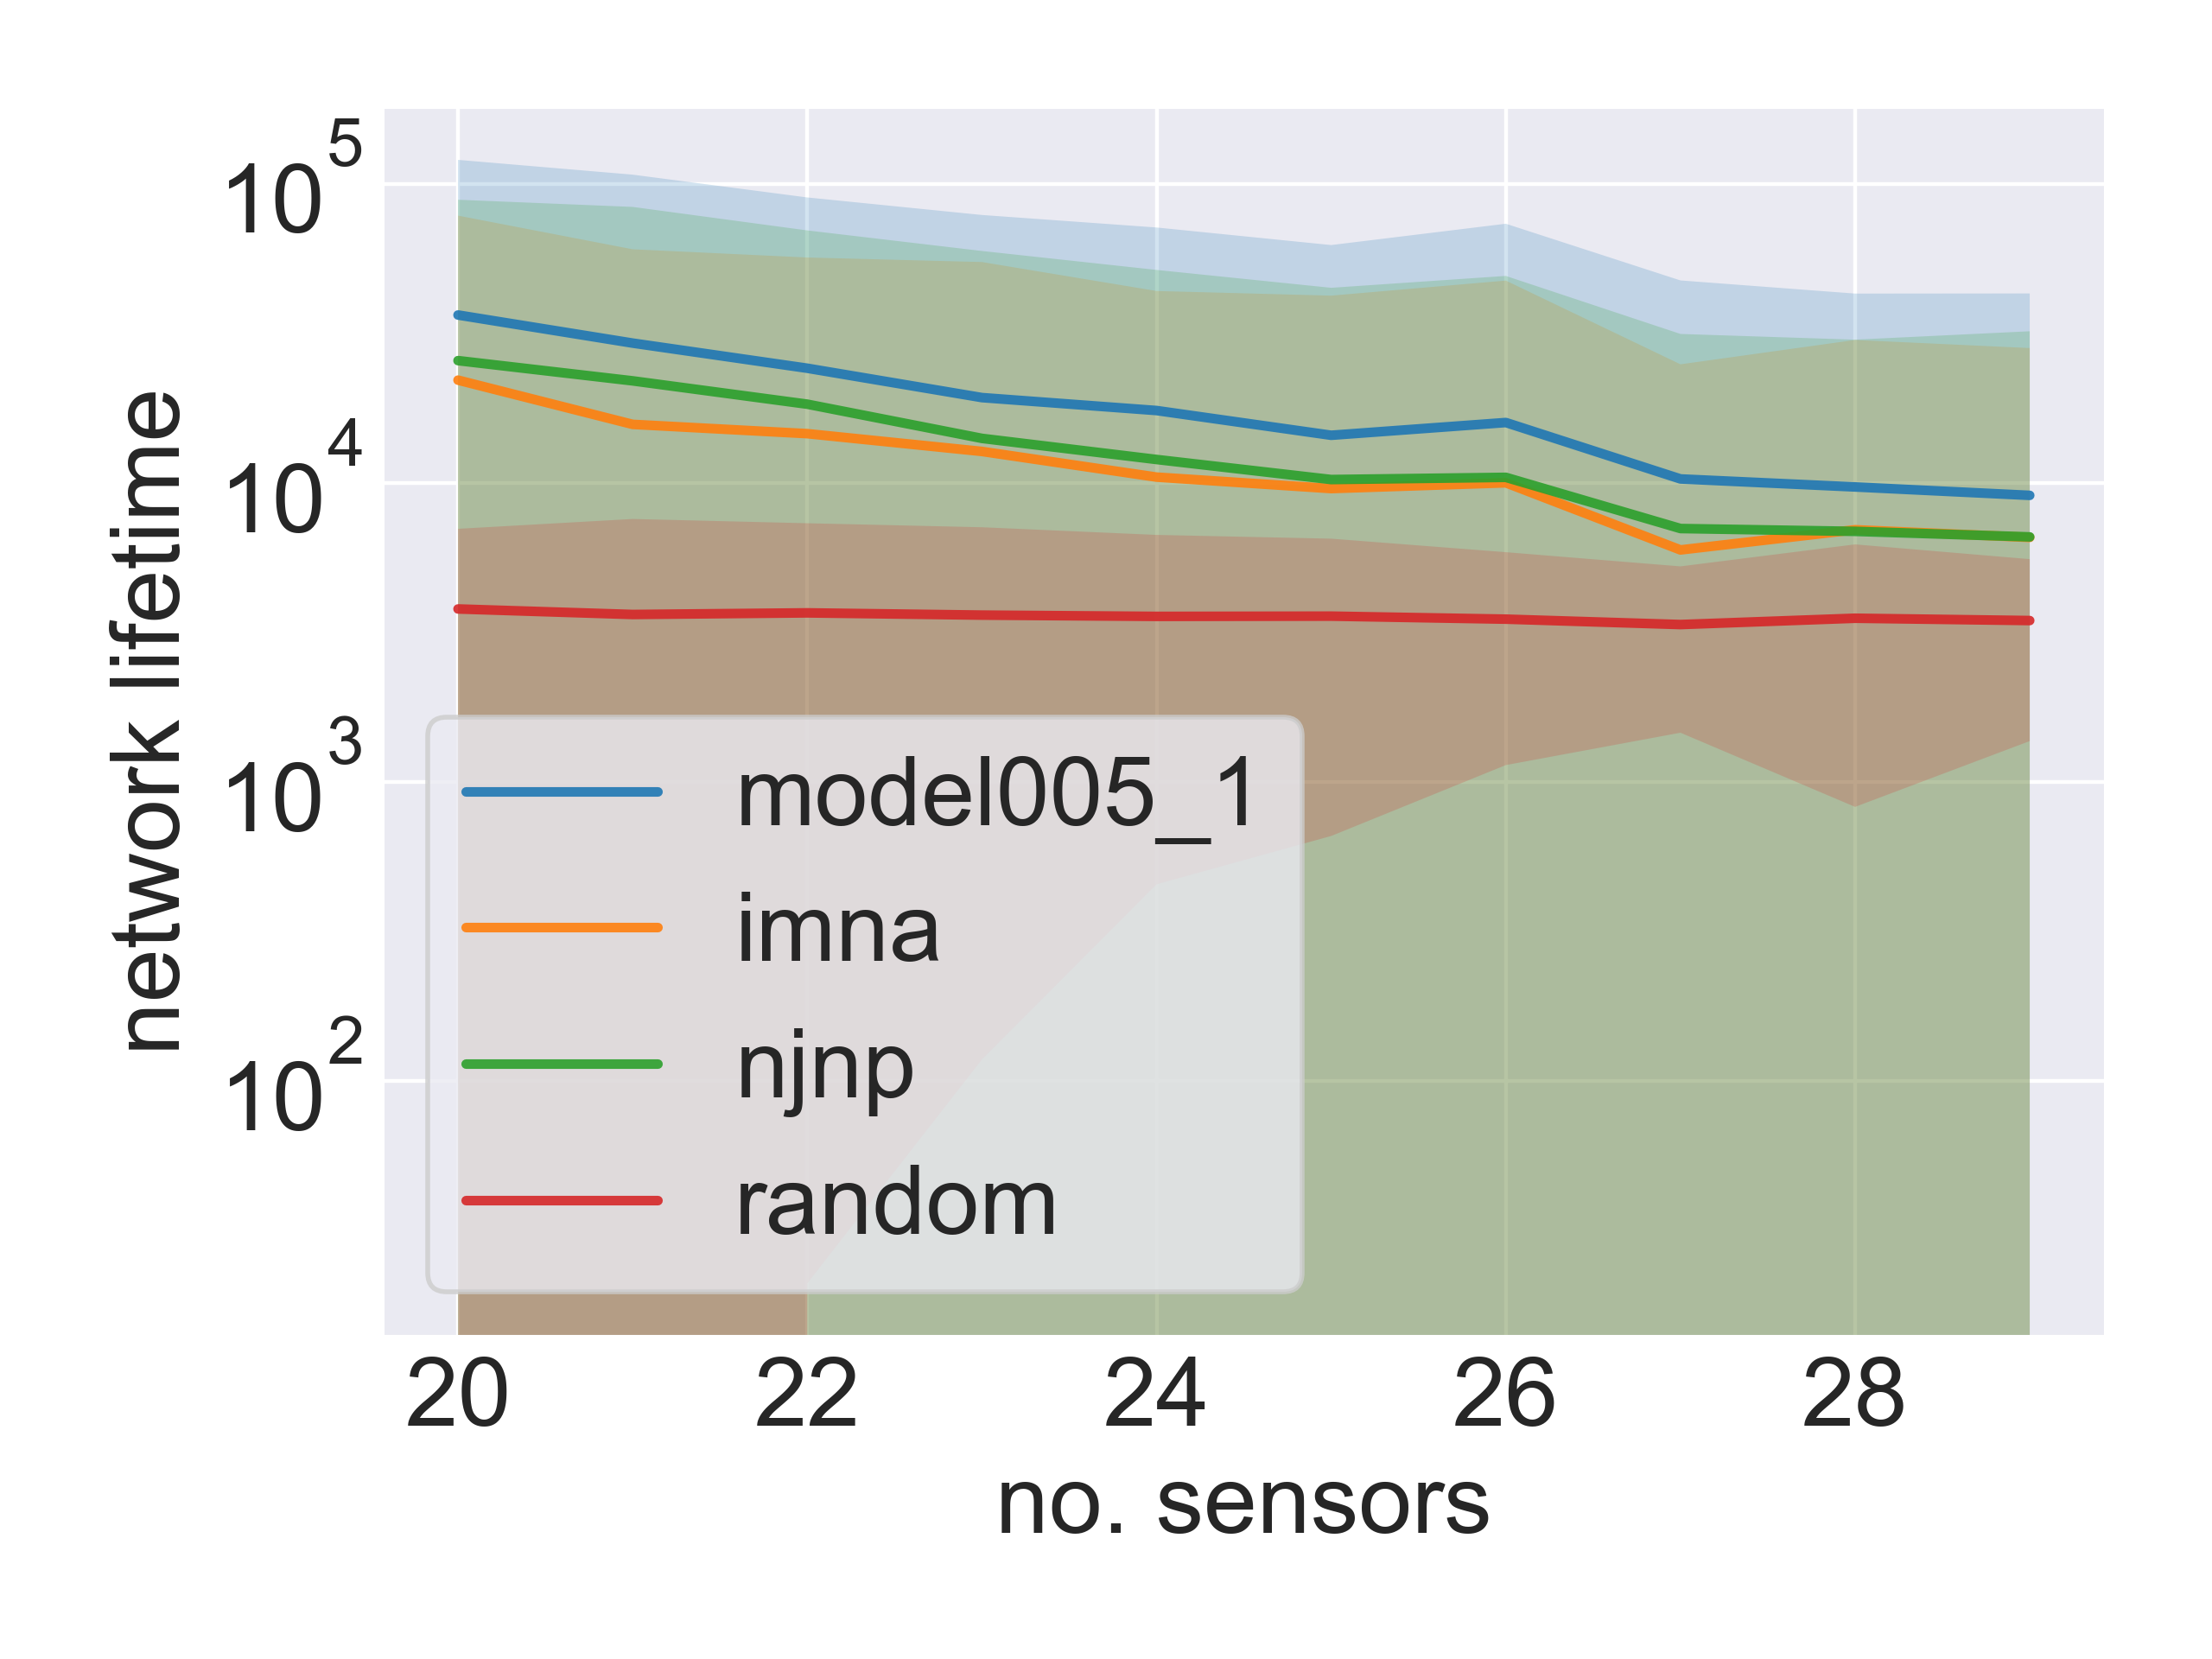 network lifetime
10^5
10^4
10^3
10^2
model005_1
imna
njnp
random
20 22 24 26 28
no. sensors